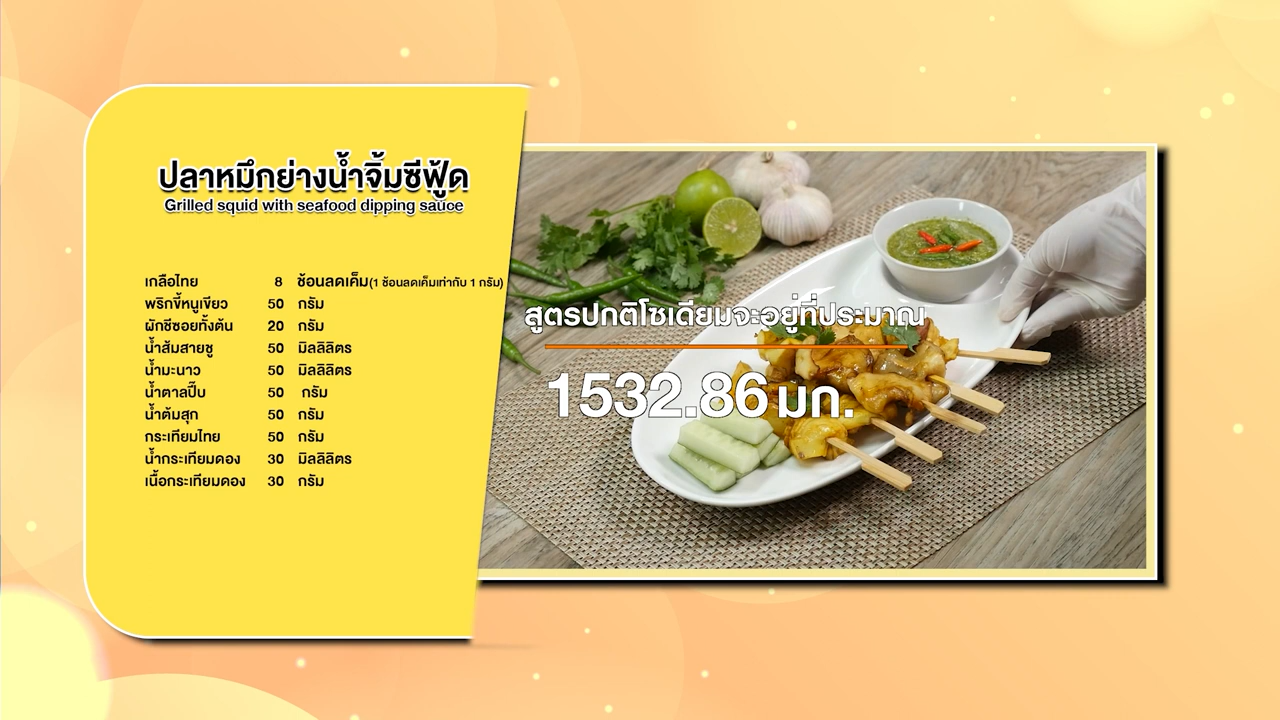 ปลาหมึกย่างน้ำจิ้มซีฟู้ด
Grilled squid with seafood dipping sauce
เกลือไทย 8 ช้อนลดเค็ม(1 ช้อนลดเค็มเท่ากับ 1 กรัม)
พริกขี้หนูเขียว 50 กรัม
ผักชีซอยทั้งต้น 20 กรัม
น้ำส้มสายชู 50 มิลลิลิตร
น้ำมะนาว 50 มิลลิลิตร
น้ำตาลปี๊บ 50 กรัม
น้ำต้มสุก 50 กรัม
กระเทียมไทย 50 กรัม
น้ำกระเทียมดอง 30 มิลลิลิตร
เนื้อกระเทียมดอง 30 กรัม
สูตรปกติโซเดียมจะอยู่ที่ประมาณ
1532.86 มก.